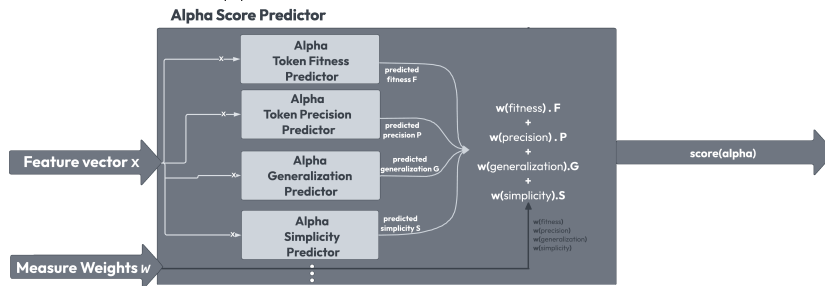 Alpha Score Predictor
Alpha
Token Fitness
Predictor
x
predicted
fitness F
Alpha
Token Precision
Predictor
x
predicted
precision P
Feature vector x
Alpha
Generalization
Predictor
x
predicted
generalization G
Alpha
Simplicity
Predictor
x
predicted
simplicity S
w(fitness) . F
+
w(precision) . P
+
w(generalization).G
+
w(simplicity).S
score(alpha)
w(fitness)
w(precision)
w(generalization)
w(simplicity)
Measure Weights w